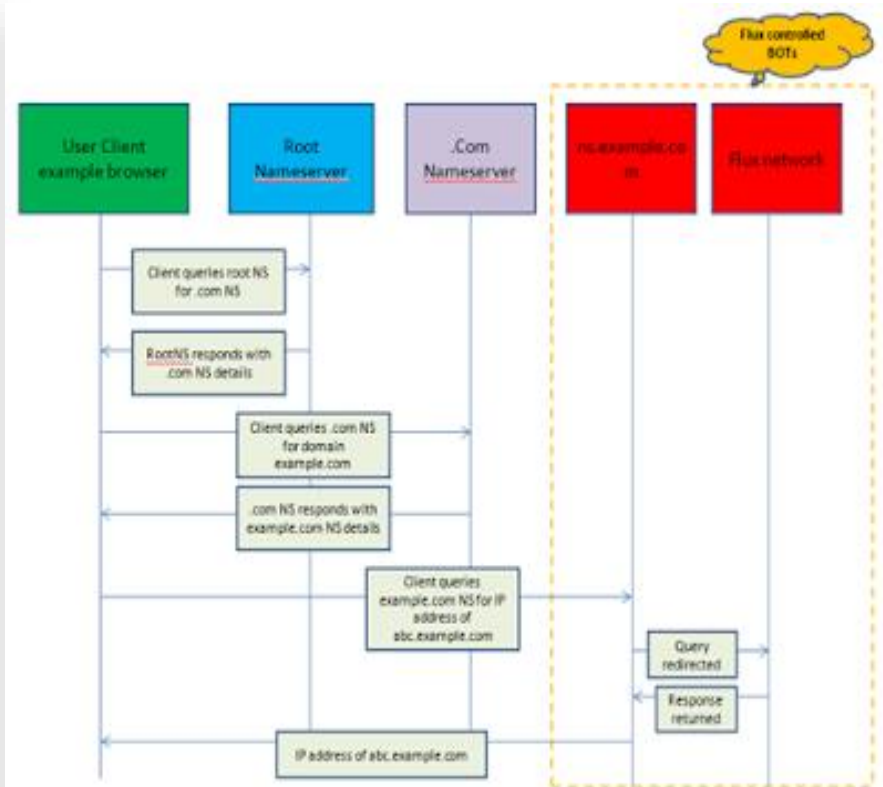 Flux controlled
BOTs
User Client
example browser
Root
Nameserver
.Com
Nameserver
ns.example.co
m
Flux network
Client queries root NS
for .com NS
RootNS responds with
.com NS details
Client queries .com NS
for domain
example.com
.com NS responds with
example.com NS details
Client queries
example.com NS for IP
address of
abc.example.com
Query
redirected
Response
returned
IP address of abc.example.com